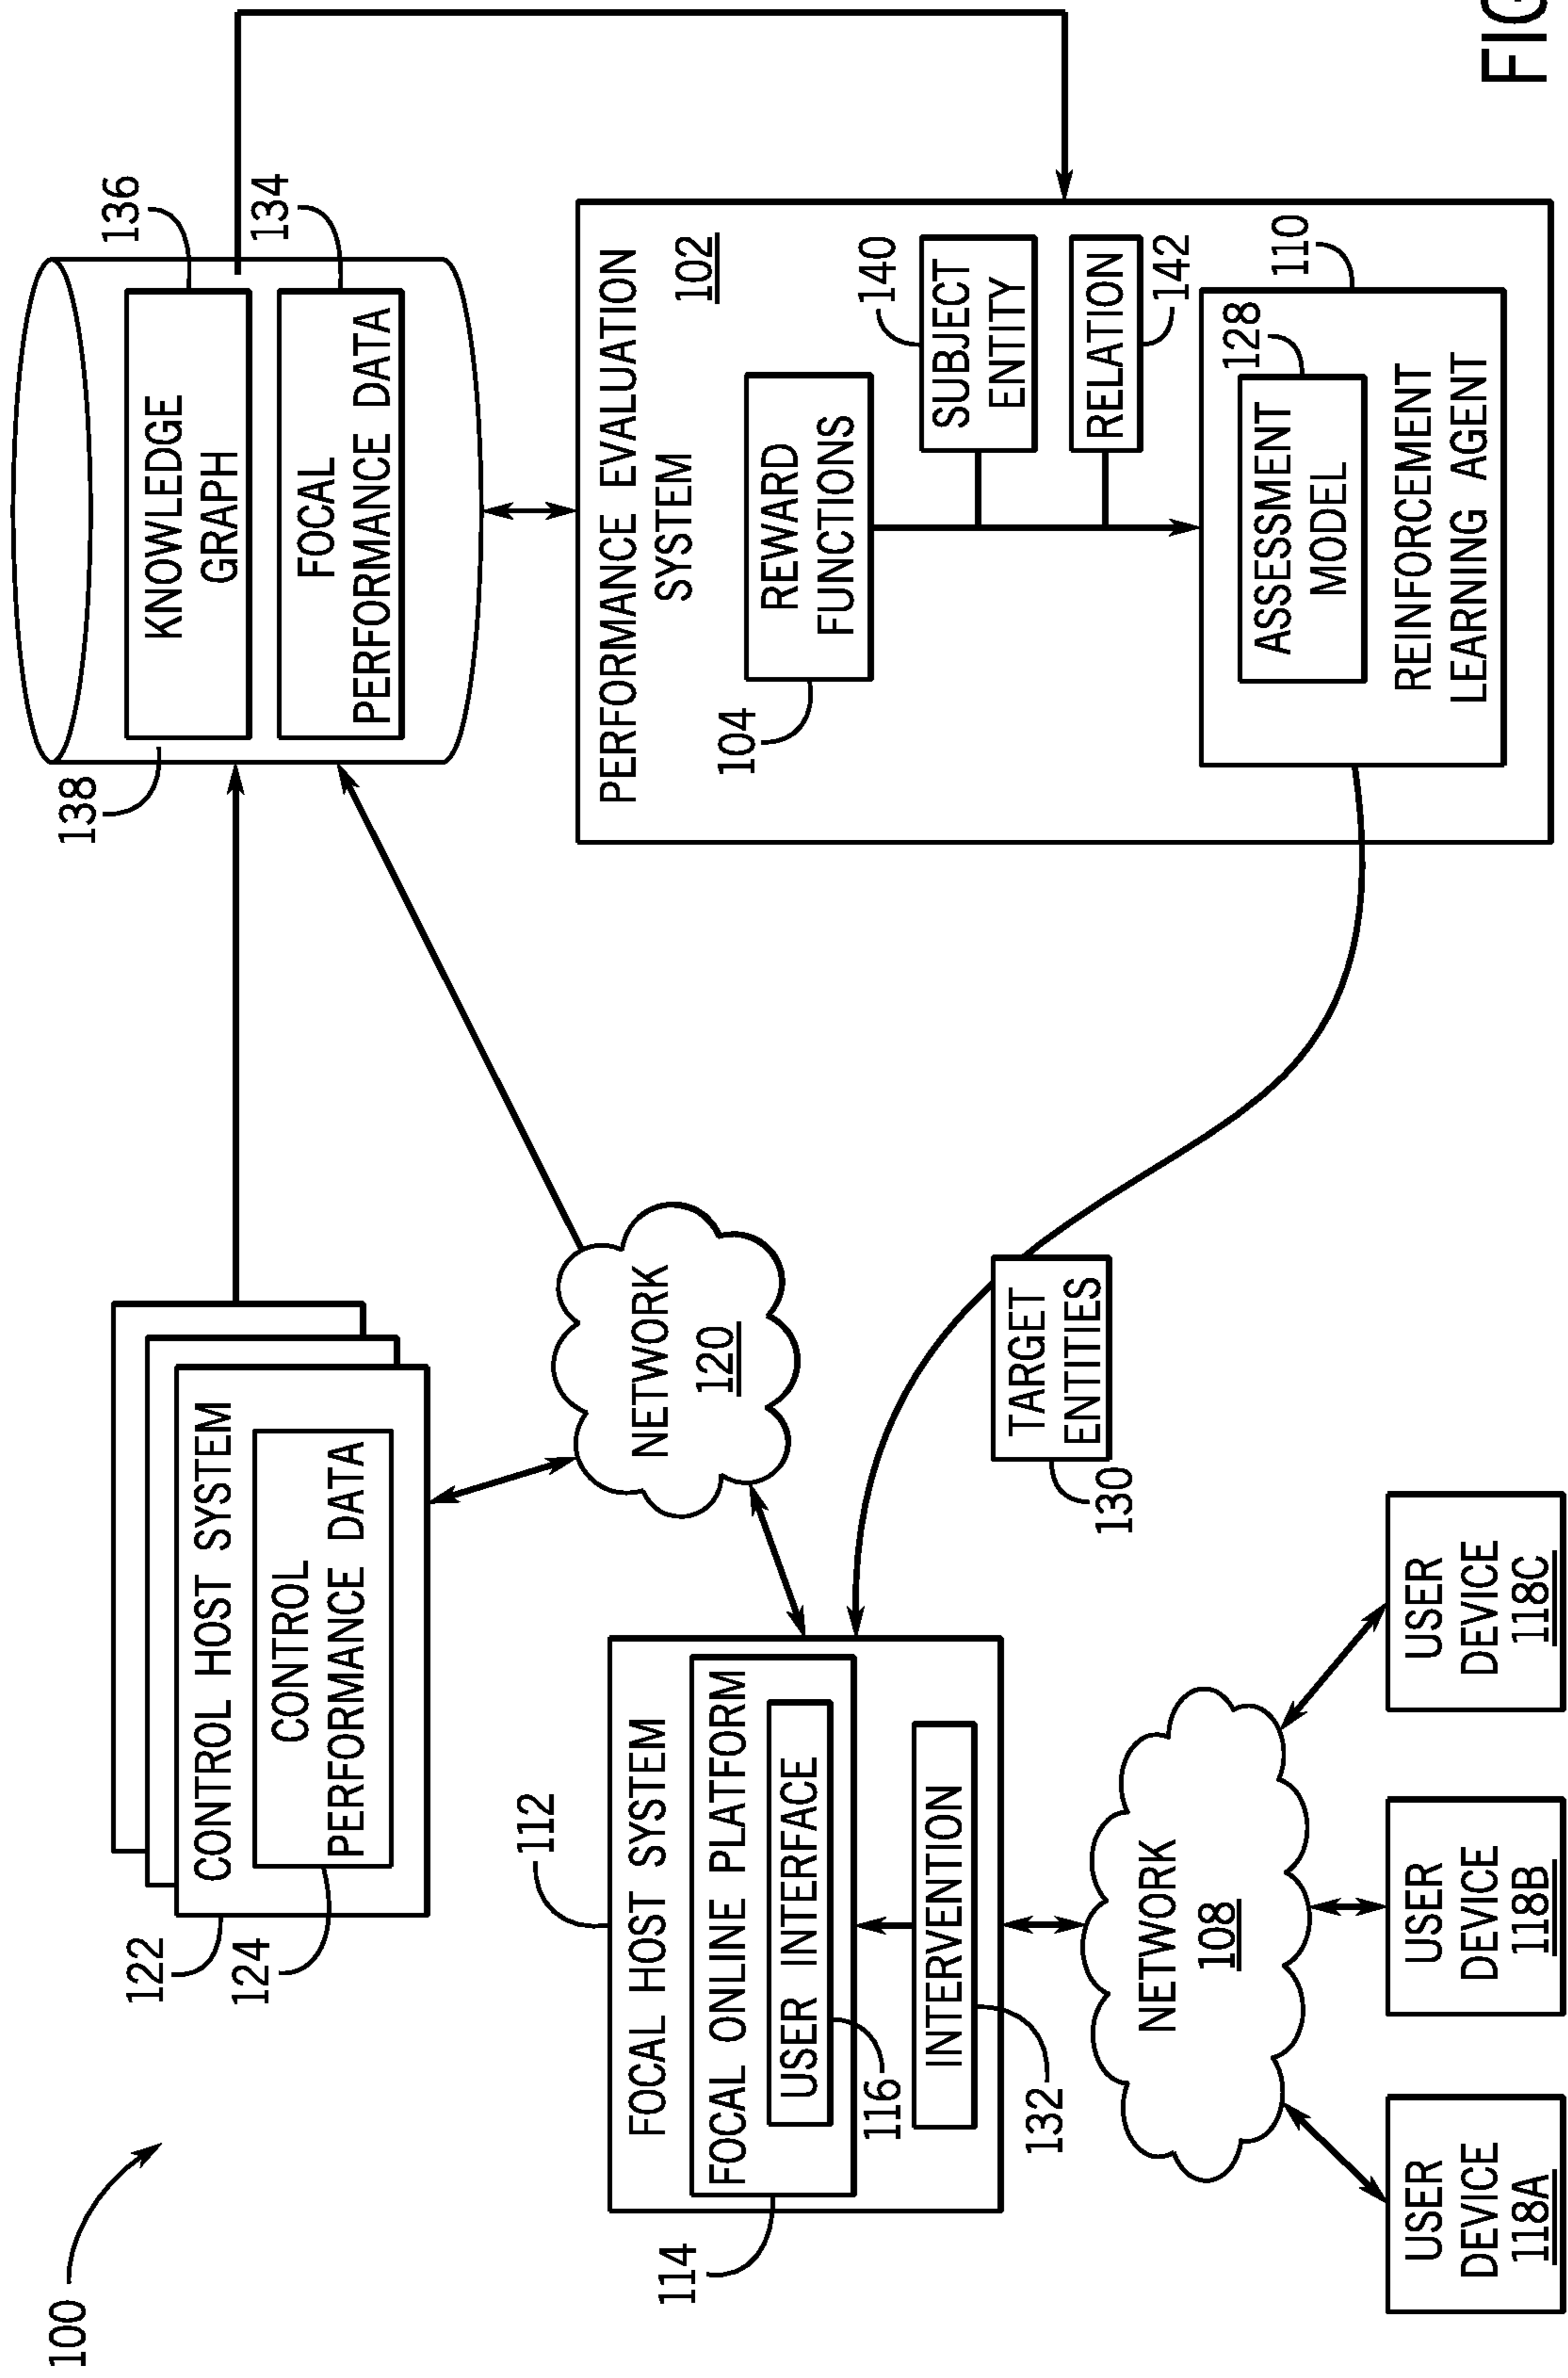 100
122
CONTROL HOST SYSTEM
CONTROL
PERFORMANCE DATA
124
138
KNOWLEDGE
GRAPH
136
FOCAL
PERFORMANCE DATA
134
NETWORK
120
112
FOCAL HOST SYSTEM
FOCAL ONLINE PLATFORM
USER INTERFACE
116
114
INTERVENTION
132
TARGET
ENTITIES
130
PERFORMANCE EVALUATION
SYSTEM
102
REWARD
FUNCTIONS
104
SUBJECT
ENTITY
140
RELATION
142
ASSESSMENT
MODEL
128
REINFORCEMENT
LEARNING AGENT
110
NETWORK
108
USER
DEVICE
118A
USER
DEVICE
118B
USER
DEVICE
118C